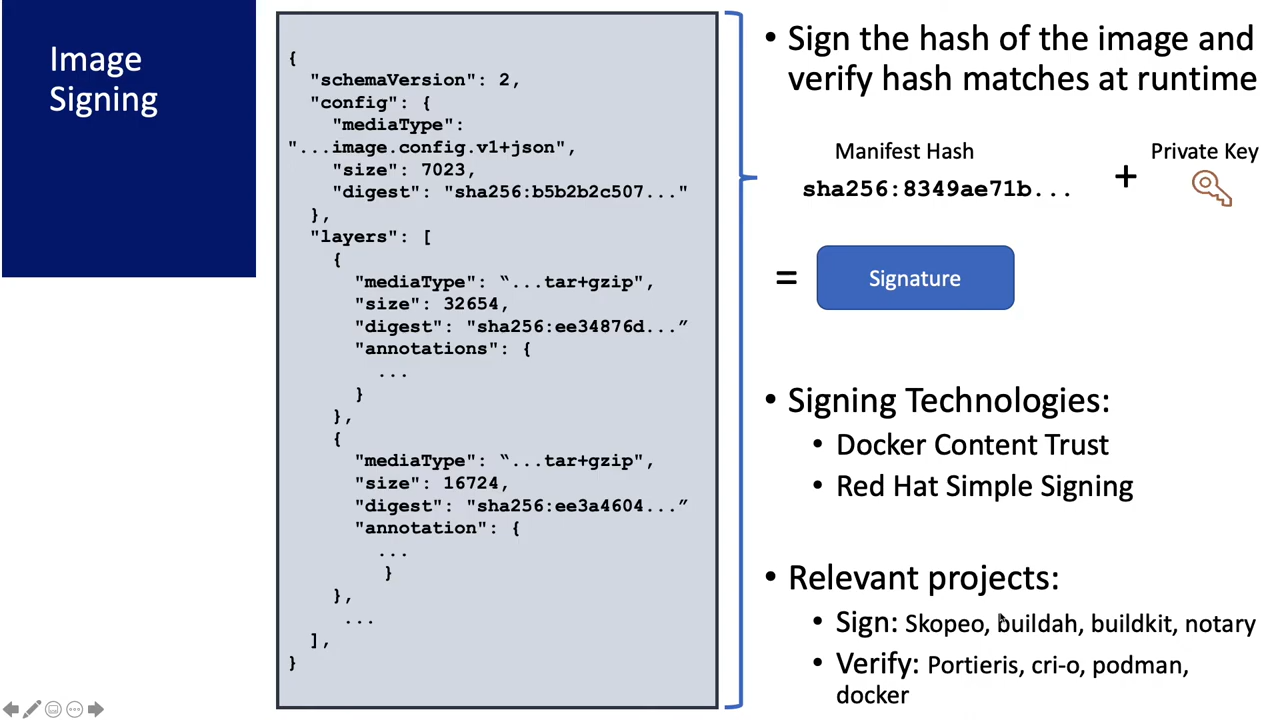 Image
Signing
{
"schemaVersion": 2,
"config": {
"mediaType":
"...image.config.v1+json",
"size": 7023,
"digest": "sha256:b5b2b2c507..."
},
"layers": [
{
"mediaType": “...tar+gzip",
"size": 32654,
"digest": "sha256:ee34876d...”
"annotations": {
...
}
},
{
"mediaType": “...tar+gzip",
"size": 16724,
"digest": "sha256:ee3a4604...”
"annotation": {
...
}
},
...
],
}
• Sign the hash of the image and
verify hash matches at runtime
Manifest Hash
sha256:8349ae71b...
+
Private Key
=
Signature
• Signing Technologies:
• Docker Content Trust
• Red Hat Simple Signing
• Relevant projects:
• Sign: Skopeo, buildah, buildkit, notary
• Verify: Portieris, cri-o, podman,
docker